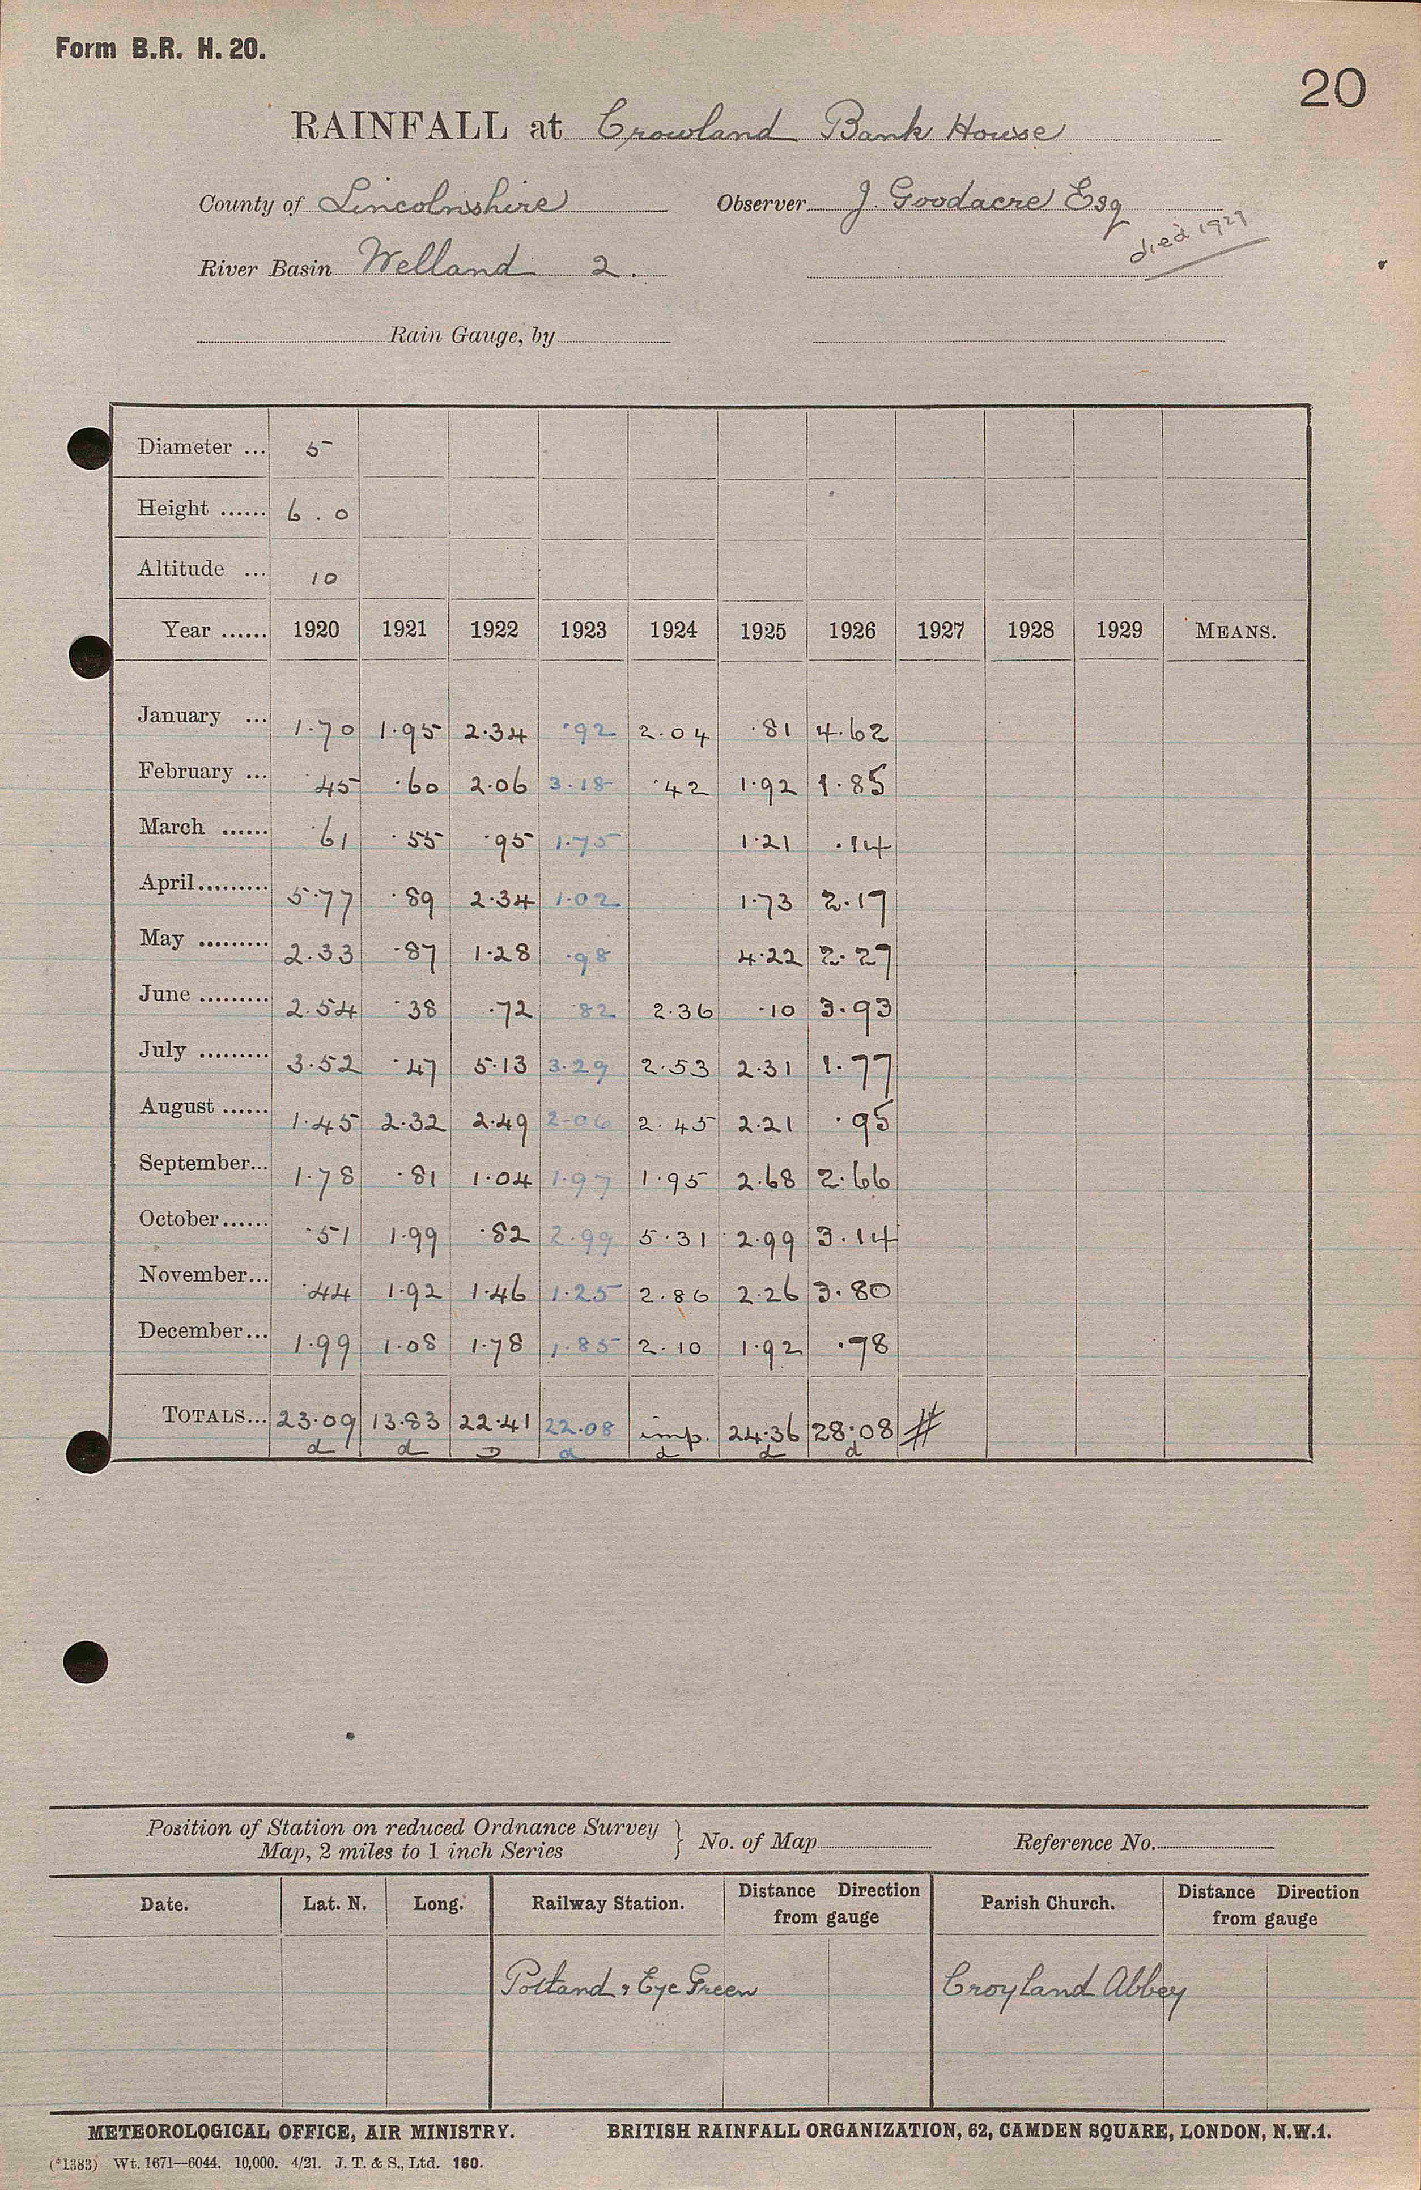 Form B.R. H. 20.
20
RAINFALL at Crowland Bank House
County of Lincolnshire Observer J. Goodacre Esq
died 1927
River Basin Welland 2.
Rain Gauge, by
Diameter ... 5
Height ...... 6.0
Altitude ... 10
Year ...... 1920 1921 1922 1923 1924 1925 1926 1927 1928 1929 MEANS.
January ... 1.70 1.95 2.34 .92 2.04 .81 4.62
February ... .45 .60 2.06 3.18 .42 1.92 1.85
March ...... .61 .55 .95 1.75 1.21 .14
April......... 5.77 .89 2.34 1.02 1.73 2.17
May ......... 2.33 .87 1.28 .98 4.22 2.27
June ......... 2.54 .38 .72 .82 2.36 .10 3.93
July ......... 3.52 .47 5.13 3.29 2.53 2.31 1.77
August ...... 1.45 2.32 2.49 2.06 2.45 2.21 .95
September... 1.78 .81 1.04 1.97 1.95 2.68 2.66
October...... .51 1.99 .82 2.99 5.31 2.99 3.14
November... .44 1.92 1.46 1.25 2.86 2.26 3.80
December... 1.99 1.08 1.78 1.85 2.10 1.92 .78
TOTALS... 23.09 13.83 22.41 22.08 imp. 24.36 28.08 #
d d D d d d d
Position of Station on reduced Ordnance Survey
Map, 2 miles to 1 inch Series } No. of Map Reference No.
Date. Lat. N. Long. Railway Station. Distance Direction from gauge Parish Church. Distance Direction from gauge
Postland & Eye Green Croyland Abbey
METEOROLOGICAL OFFICE, AIR MINISTRY. BRITISH RAINFALL ORGANIZATION, 62, CAMDEN SQUARE, LONDON, N.W.1.
(*1383) Wt. 1671—6044. 10,000. 4/21. J. T. & S., Ltd. 160.